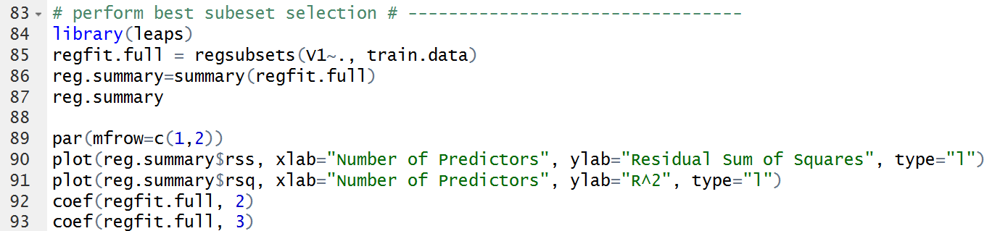 83 # perform best subeset selection # ---------------------------------
84 library(leaps)
85 regfit.full = regsubsets(V1~., train.data)
86 reg.summary=summary(regfit.full)
87 reg.summary
88
89 par(mfrow=c(1,2))
90 plot(reg.summary$rss, xlab="Number of Predictors", ylab="Residual Sum of Squares", type="l")
91 plot(reg.summary$rsq, xlab="Number of Predictors", ylab="R^2", type="l")
92 coef(regfit.full, 2)
93 coef(regfit.full, 3)